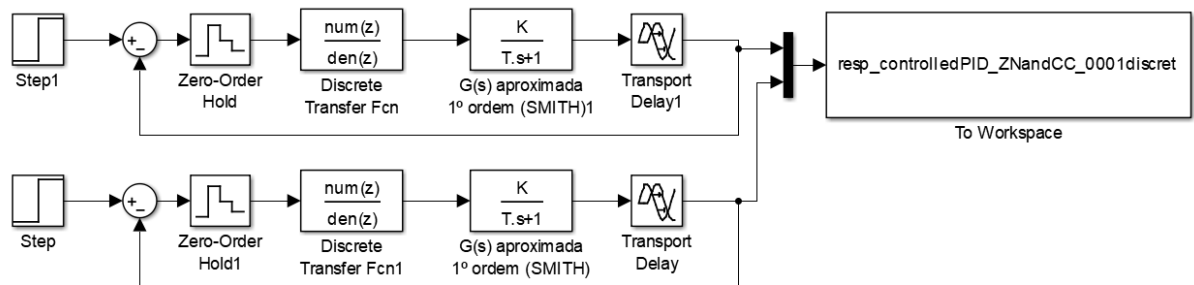 Step1
+
-
Zero-Order
Hold
num(z)
den(z)
Discrete
Transfer Fcn
K
T.s+1
G(s) aproximada
1º ordem (SMITH)1
Transport
Delay1
resp_controlledPID_ZNandCC_0001discret
To Workspace
Step
+
-
Zero-Order
Hold1
num(z)
den(z)
Discrete
Transfer Fcn1
K
T.s+1
G(s) aproximada
1º ordem (SMITH)
Transport
Delay